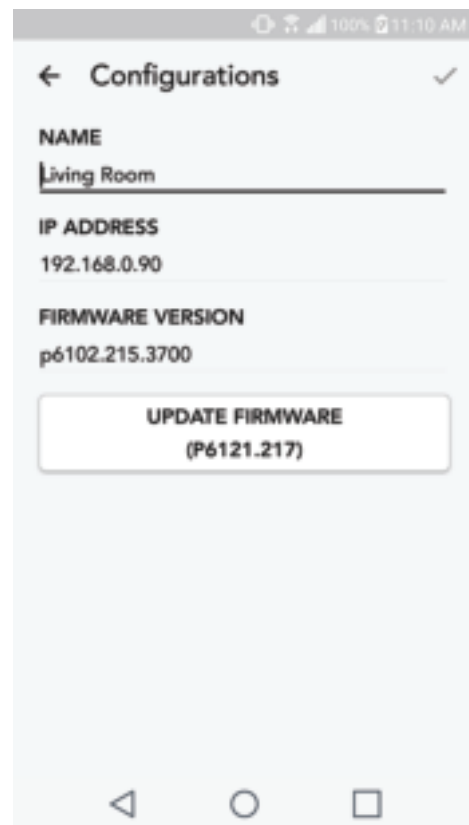 100% 11:10 AM
Configurations
NAME
Living Room
IP ADDRESS
192.168.0.90
FIRMWARE VERSION
p6102.215.3700
UPDATE FIRMWARE
(P6121.217)